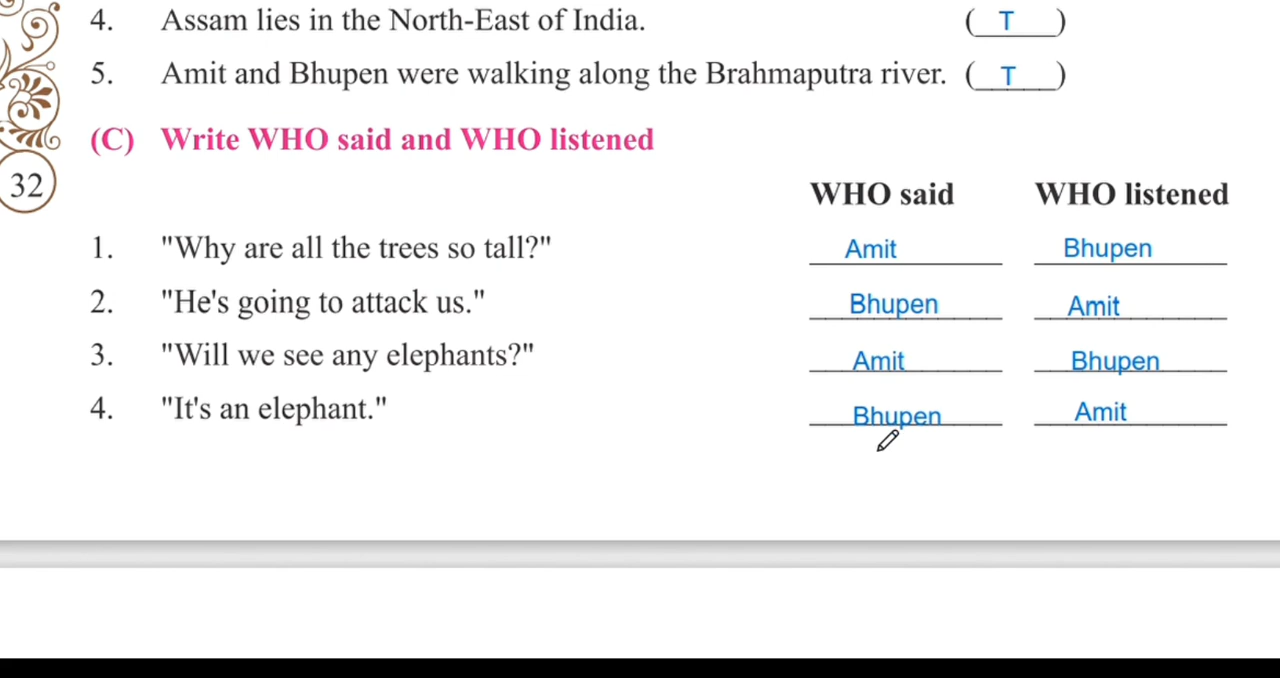 4. Assam lies in the North-East of India. ( T )
5. Amit and Bhupen were walking along the Brahmaputra river. ( T )
(C) Write WHO said and WHO listened
32
WHO said WHO listened
1. "Why are all the trees so tall?" Amit Bhupen
2. "He's going to attack us." Bhupen Amit
3. "Will we see any elephants?" Amit Bhupen
4. "It's an elephant." Bhupen Amit